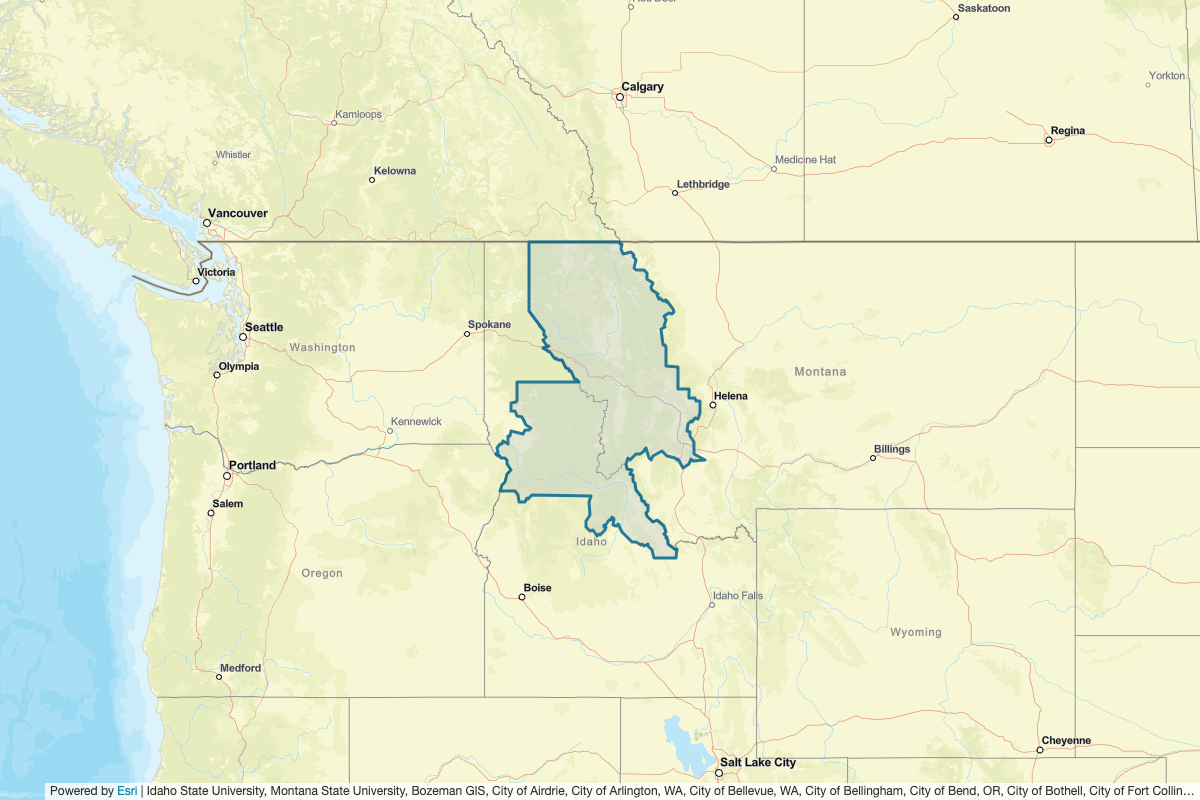 Red Deer
Saskatoon
Calgary
Yorkton
Kamloops
Regina
Whistler
Medicine Hat
Kelowna
Lethbridge
Vancouver
Victoria
Seattle
Spokane
Washington
Olympia
Montana
Helena
Kennewick
Billings
Portland
Salem
Idaho
Oregon
Boise
Idaho Falls
Wyoming
Medford
Cheyenne
Salt Lake City
Powered by Esri | Idaho State University, Montana State University, Bozeman GIS, City of Airdrie, City of Arlington, WA, City of Bellevue, WA, City of Bellingham, City of Bend, OR, City of Bothell, City of Fort Collin...